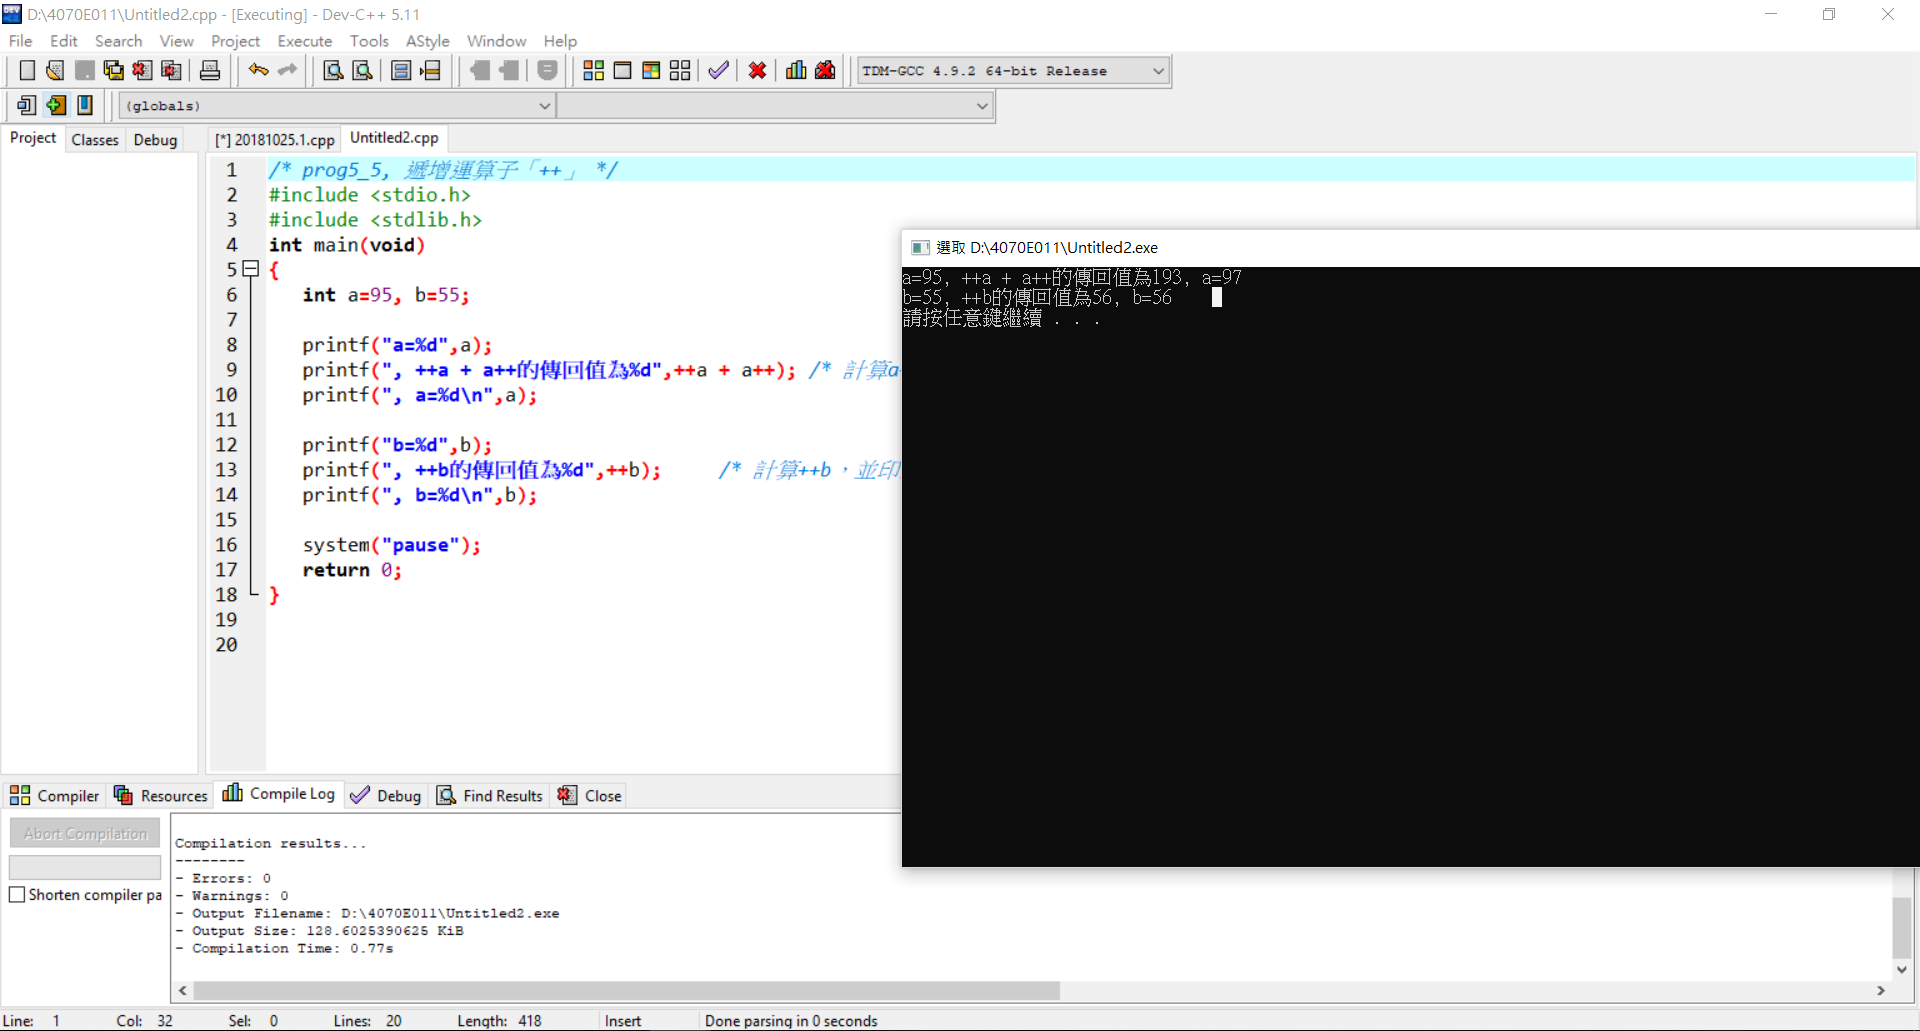 D:\4070E011\Untitled2.cpp - [Executing] - Dev-C++ 5.11
File Edit Search View Project Execute Tools AStyle Window Help
TDM-GCC 4.9.2 64-bit Release
(globals)
Project Classes Debug [*] 20181025.1.cpp Untitled2.cpp
1 /* prog5_5, 遞增運算子「++」 */
2 #include <stdio.h>
3 #include <stdlib.h>
4 int main(void)
5 {
6 int a=95, b=55;
7
8 printf("a=%d",a);
9 printf(", ++a + a++的傳回值為%d",++a + a++); /* 計算a
10 printf(", a=%d\n",a);
11
12 printf("b=%d",b);
13 printf(", ++b的傳回值為%d",++b); /* 計算++b，並印
14 printf(", b=%d\n",b);
15
16 system("pause");
17 return 0;
18 }
19
20
選取 D:\4070E011\Untitled2.exe
a=95, ++a + a++的傳回值為193, a=97
b=55, ++b的傳回值為56, b=56
請按任意鍵繼續 . . .
Compiler Resources Compile Log Debug Find Results Close
Abort Compilation
Shorten compiler pa
Compilation results...
--------
- Errors: 0
- Warnings: 0
- Output Filename: D:\4070E011\Untitled2.exe
- Output Size: 128.6025390625 KiB
- Compilation Time: 0.77s
Line: 1 Col: 32 Sel: 0 Lines: 20 Length: 418 Insert Done parsing in 0 seconds